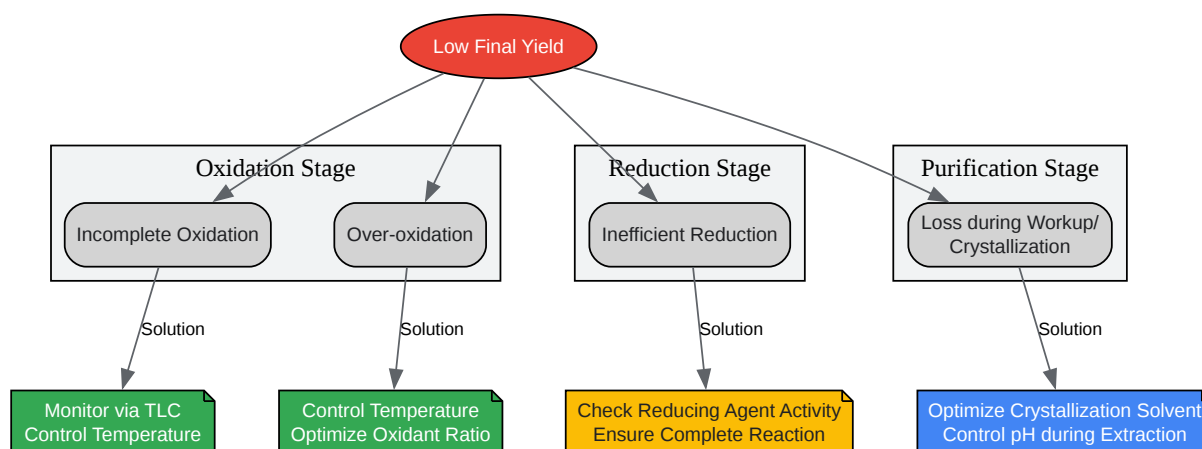 Low Final Yield
Oxidation Stage
Reduction Stage
Purification Stage
Incomplete Oxidation
Over-oxidation
Inefficient Reduction
Loss during Workup/
Crystallization
Solution
Solution
Solution
Solution
Monitor via TLC
Control Temperature
Control Temperature
Optimize Oxidant Ratio
Check Reducing Agent Activity
Ensure Complete Reaction
Optimize Crystallization Solvent
Control pH during Extraction